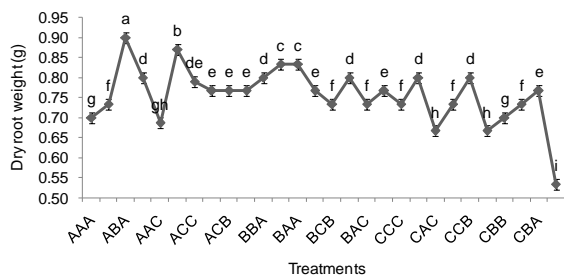 Dry root weight(g)
0.95
0.90
0.85
0.80
0.75
0.70
0.65
0.60
0.55
0.50
g
f
a
d
gh
b
de
e
e
e
d
c
c
e
f
d
f
e
f
d
h
f
d
h
g
f
e
i
AAA
ABA
AAC
ACC
ACB
BBA
BAA
BCB
BAC
CCC
CAC
CCB
CBB
CBA
Treatments